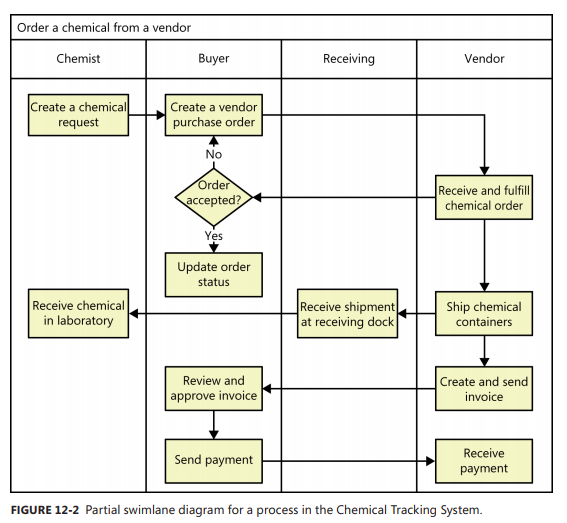 Order a chemical from a vendor
Chemist
Buyer
Receiving
Vendor
Create a chemical
request
Create a vendor
purchase order
No
Order
accepted?
Receive and fulfill
chemical order
Yes
Update order
status
Receive chemical
in laboratory
Receive shipment
at receiving dock
Ship chemical
containers
Review and
approve invoice
Create and send
invoice
Send payment
Receive
payment
FIGURE 12-2 Partial swimlane diagram for a process in the Chemical Tracking System.